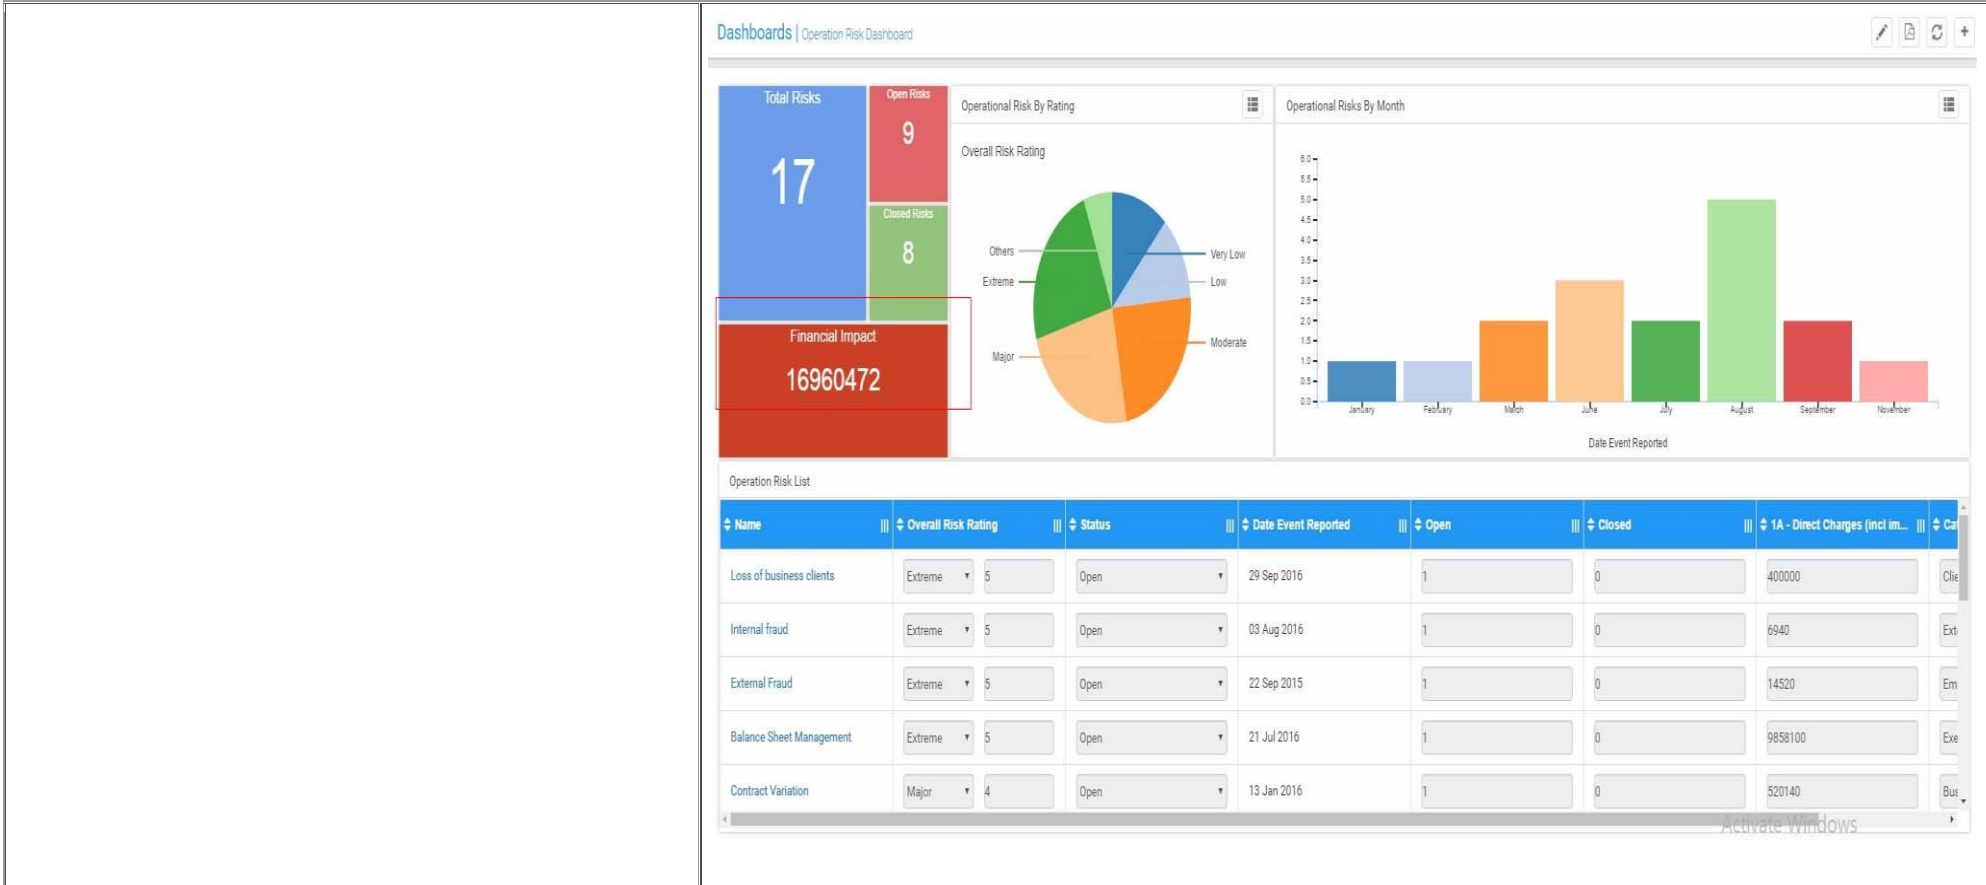 Dashboards | Operation Risk Dashboard
Total Risks
17
Open Risks
9
Closed Risks
8
Financial Impact
16960472
Operational Risk By Rating
Overall Risk Rating
Others
Extreme
Major
Very Low
Low
Moderate
Operational Risks By Month
6.0
5.5
5.0
4.5
4.0
3.5
3.0
2.5
2.0
1.5
1.0
0.5
0.0
January February March June July August September November
Date Event Reported
Operation Risk List
Name Overall Risk Rating Status Date Event Reported Open Closed 1A - Direct Charges (incl im... Cat
Loss of business clients Extreme 5 Open 29 Sep 2016 1 0 400000 Clie
Internal fraud Extreme 5 Open 03 Aug 2016 1 0 6940 Ext
External Fraud Extreme 5 Open 22 Sep 2015 1 0 14520 Em
Balance Sheet Management Extreme 5 Open 21 Jul 2016 1 0 9858100 Exe
Contract Variation Major 4 Open 13 Jan 2016 1 0 520140 Bus
Activate Windows